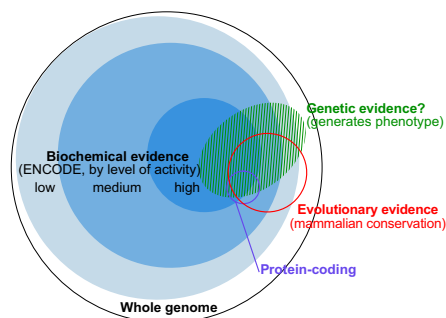 Genetic evidence?
(generates phenotype)
Biochemical evidence
(ENCODE, by level of activity)
low medium high
Evolutionary evidence
(mammalian conservation)
Protein-coding
Whole genome